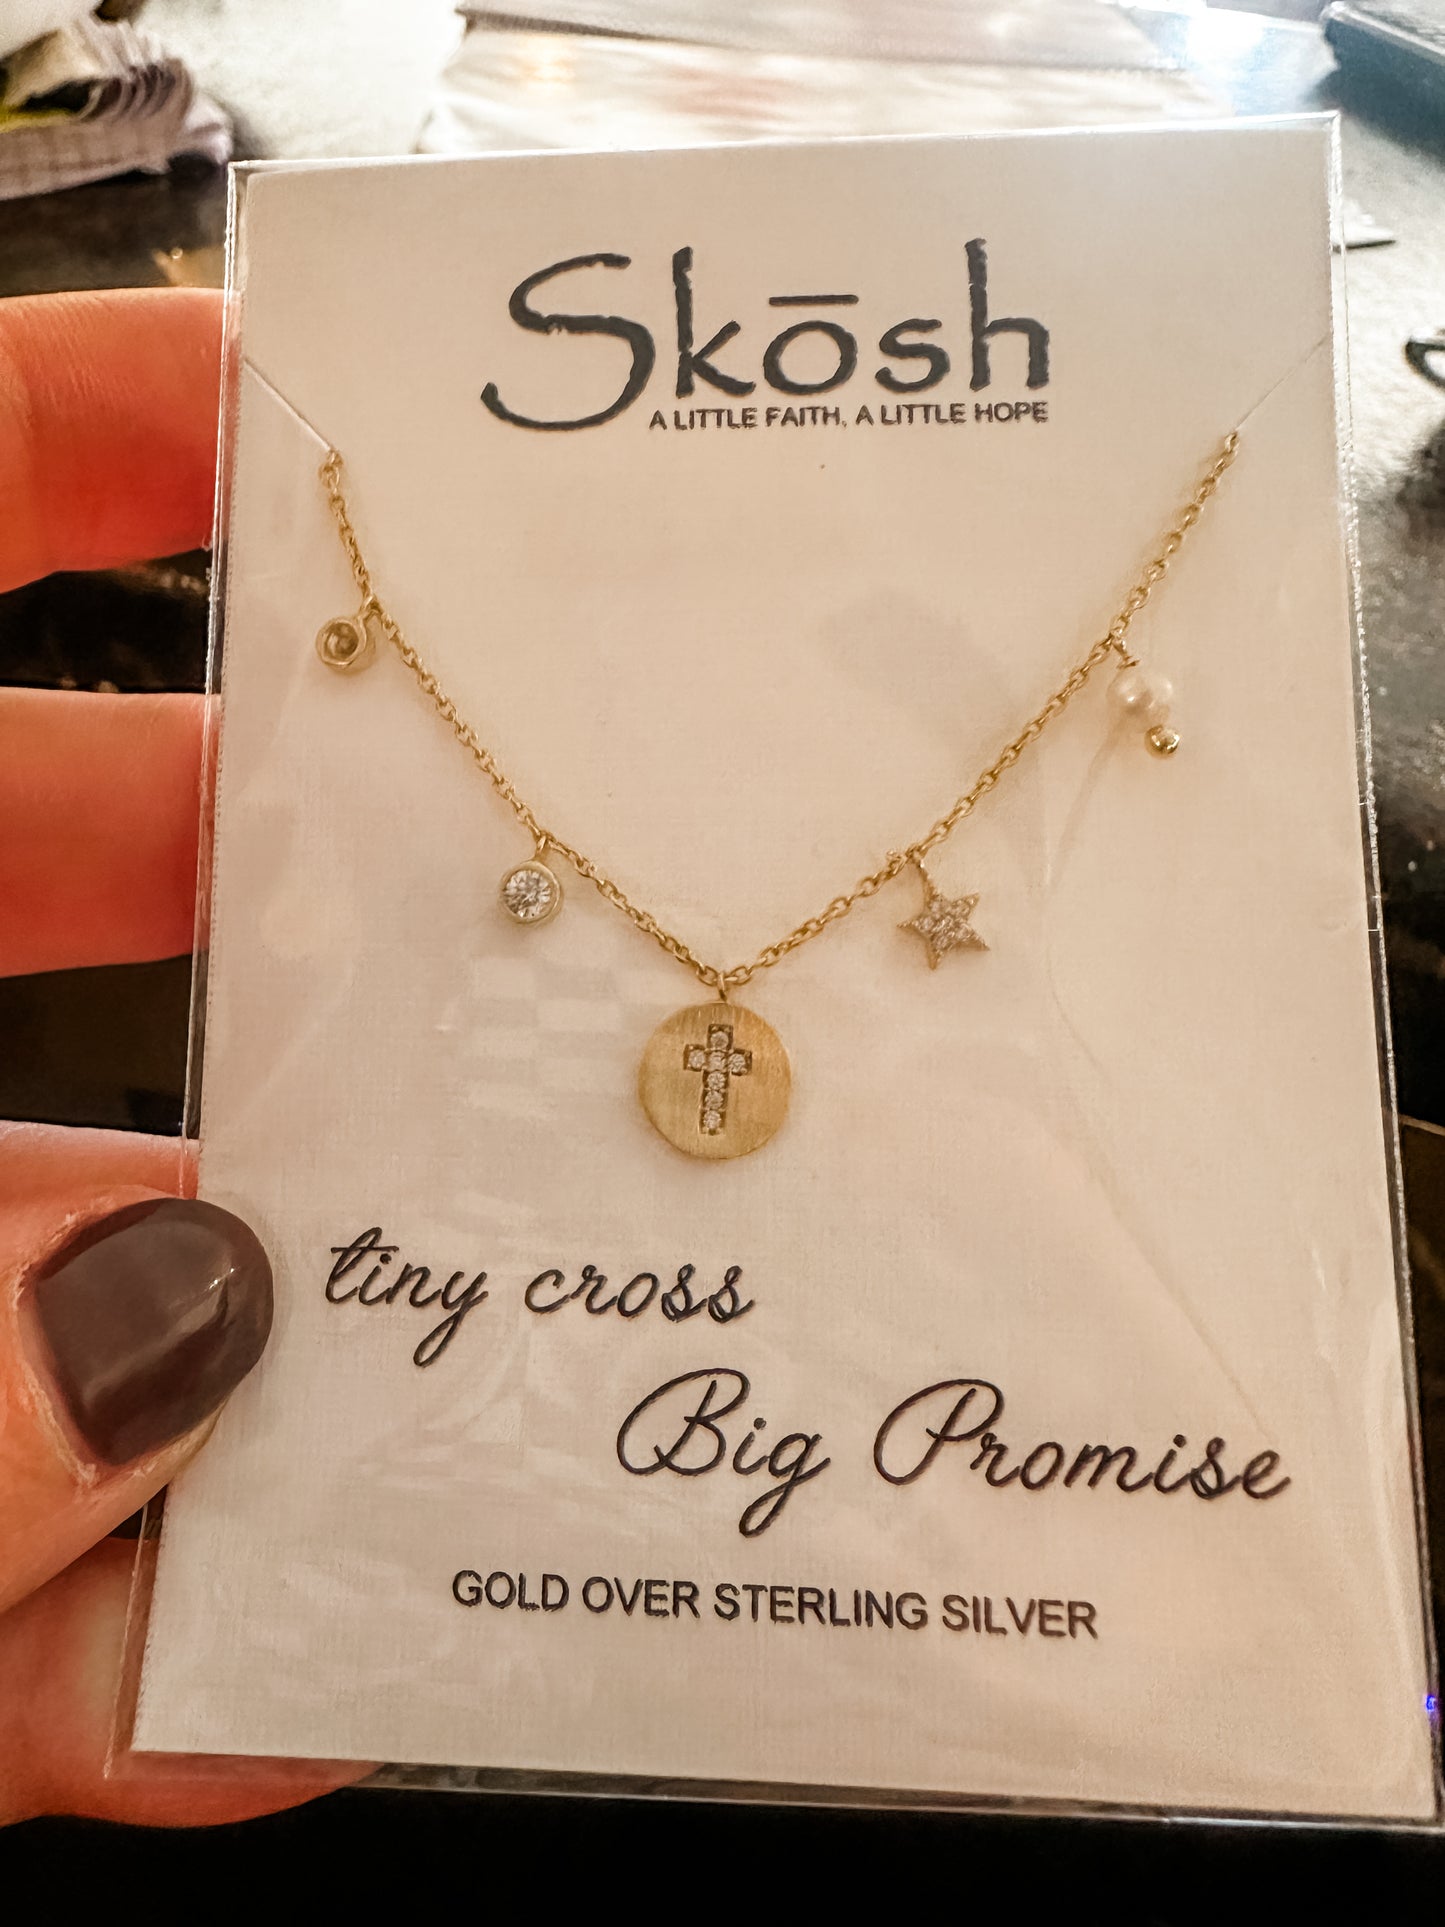 Skōsh
A LITTLE FAITH, A LITTLE HOPE
tiny cross
Big Promise
GOLD OVER STERLING SILVER